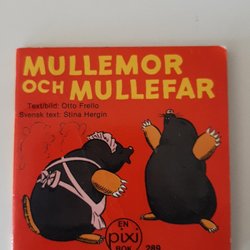 MULLEMOR
OCH MULLEFAR
Text/bild: Otto Frello
Svensk text: Stina Hergin
EN
pixi
BOK
289